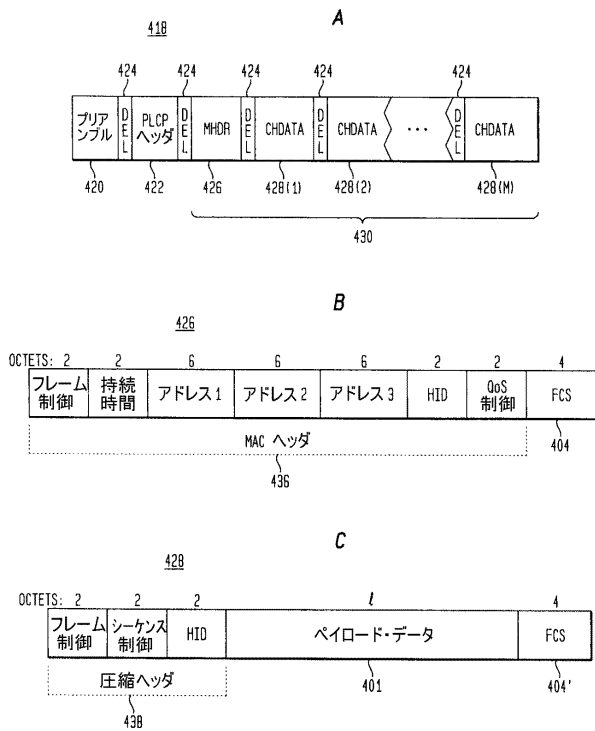 A
418
424 424 424 424 424
プリアンブル DEL PLCPヘッダ DEL MHDR DEL CHDATA DEL CHDATA ・・・ DEL CHDATA
420 422 426 428(1) 428(2) 428(M)
430
B
426
OCTETS: 2 2 6 6 6 2 2 4
フレーム制御 持続時間 アドレス1 アドレス2 アドレス3 HID QoS制御 FCS
MAC ヘッダ 404
436
C
428
OCTETS: 2 2 2 ℓ 4
フレーム制御 シーケンス制御 HID ペイロード・データ FCS
圧縮ヘッダ 401 404'
438